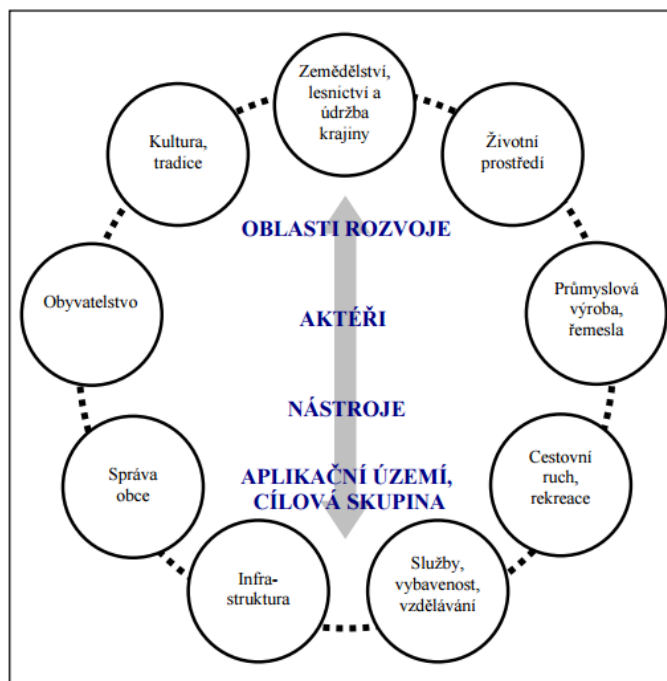 Zemědělství,
lesnictví a
údržba
krajiny
Kultura,
tradice
Životní
prostředí
OBLASTI ROZVOJE
Obyvatelstvo
AKTÉŘI
Průmyslová
výroba,
řemesla
NÁSTROJE
Správa
obce
APLIKAČNÍ ÚZEMÍ,
CÍLOVÁ SKUPINA
Cestovní
ruch,
rekreace
Infra-
struktura
Služby,
vybavenost,
vzdělávání